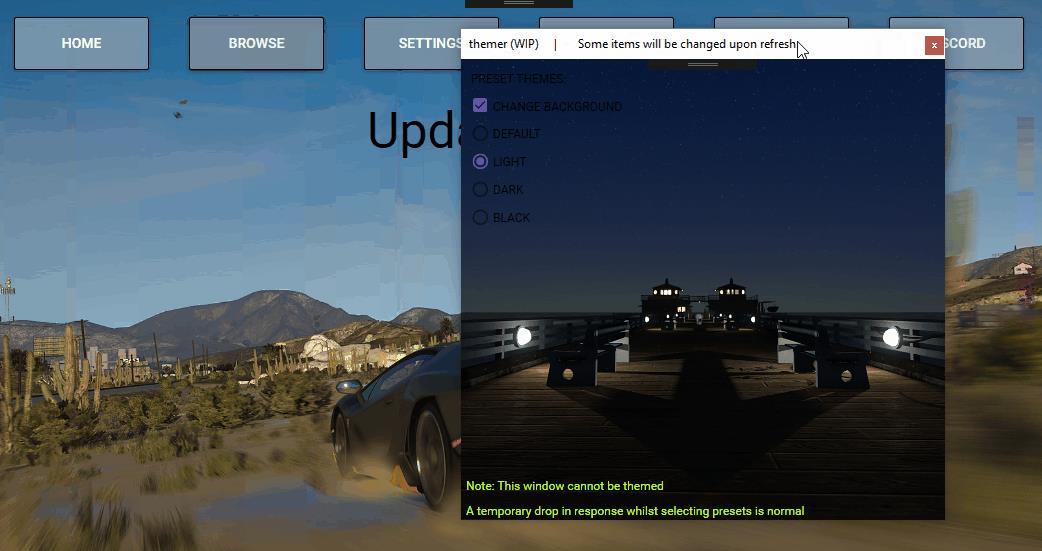 HOME
BROWSE
SETTINGS
SCORD
themer (WIP) | Some items will be changed upon refresh
x
Upda
PRESET THEMES:
CHANGE BACKGROUND
DEFAULT
LIGHT
DARK
BLACK
Note: This window cannot be themed
A temporary drop in response whilst selecting presets is normal